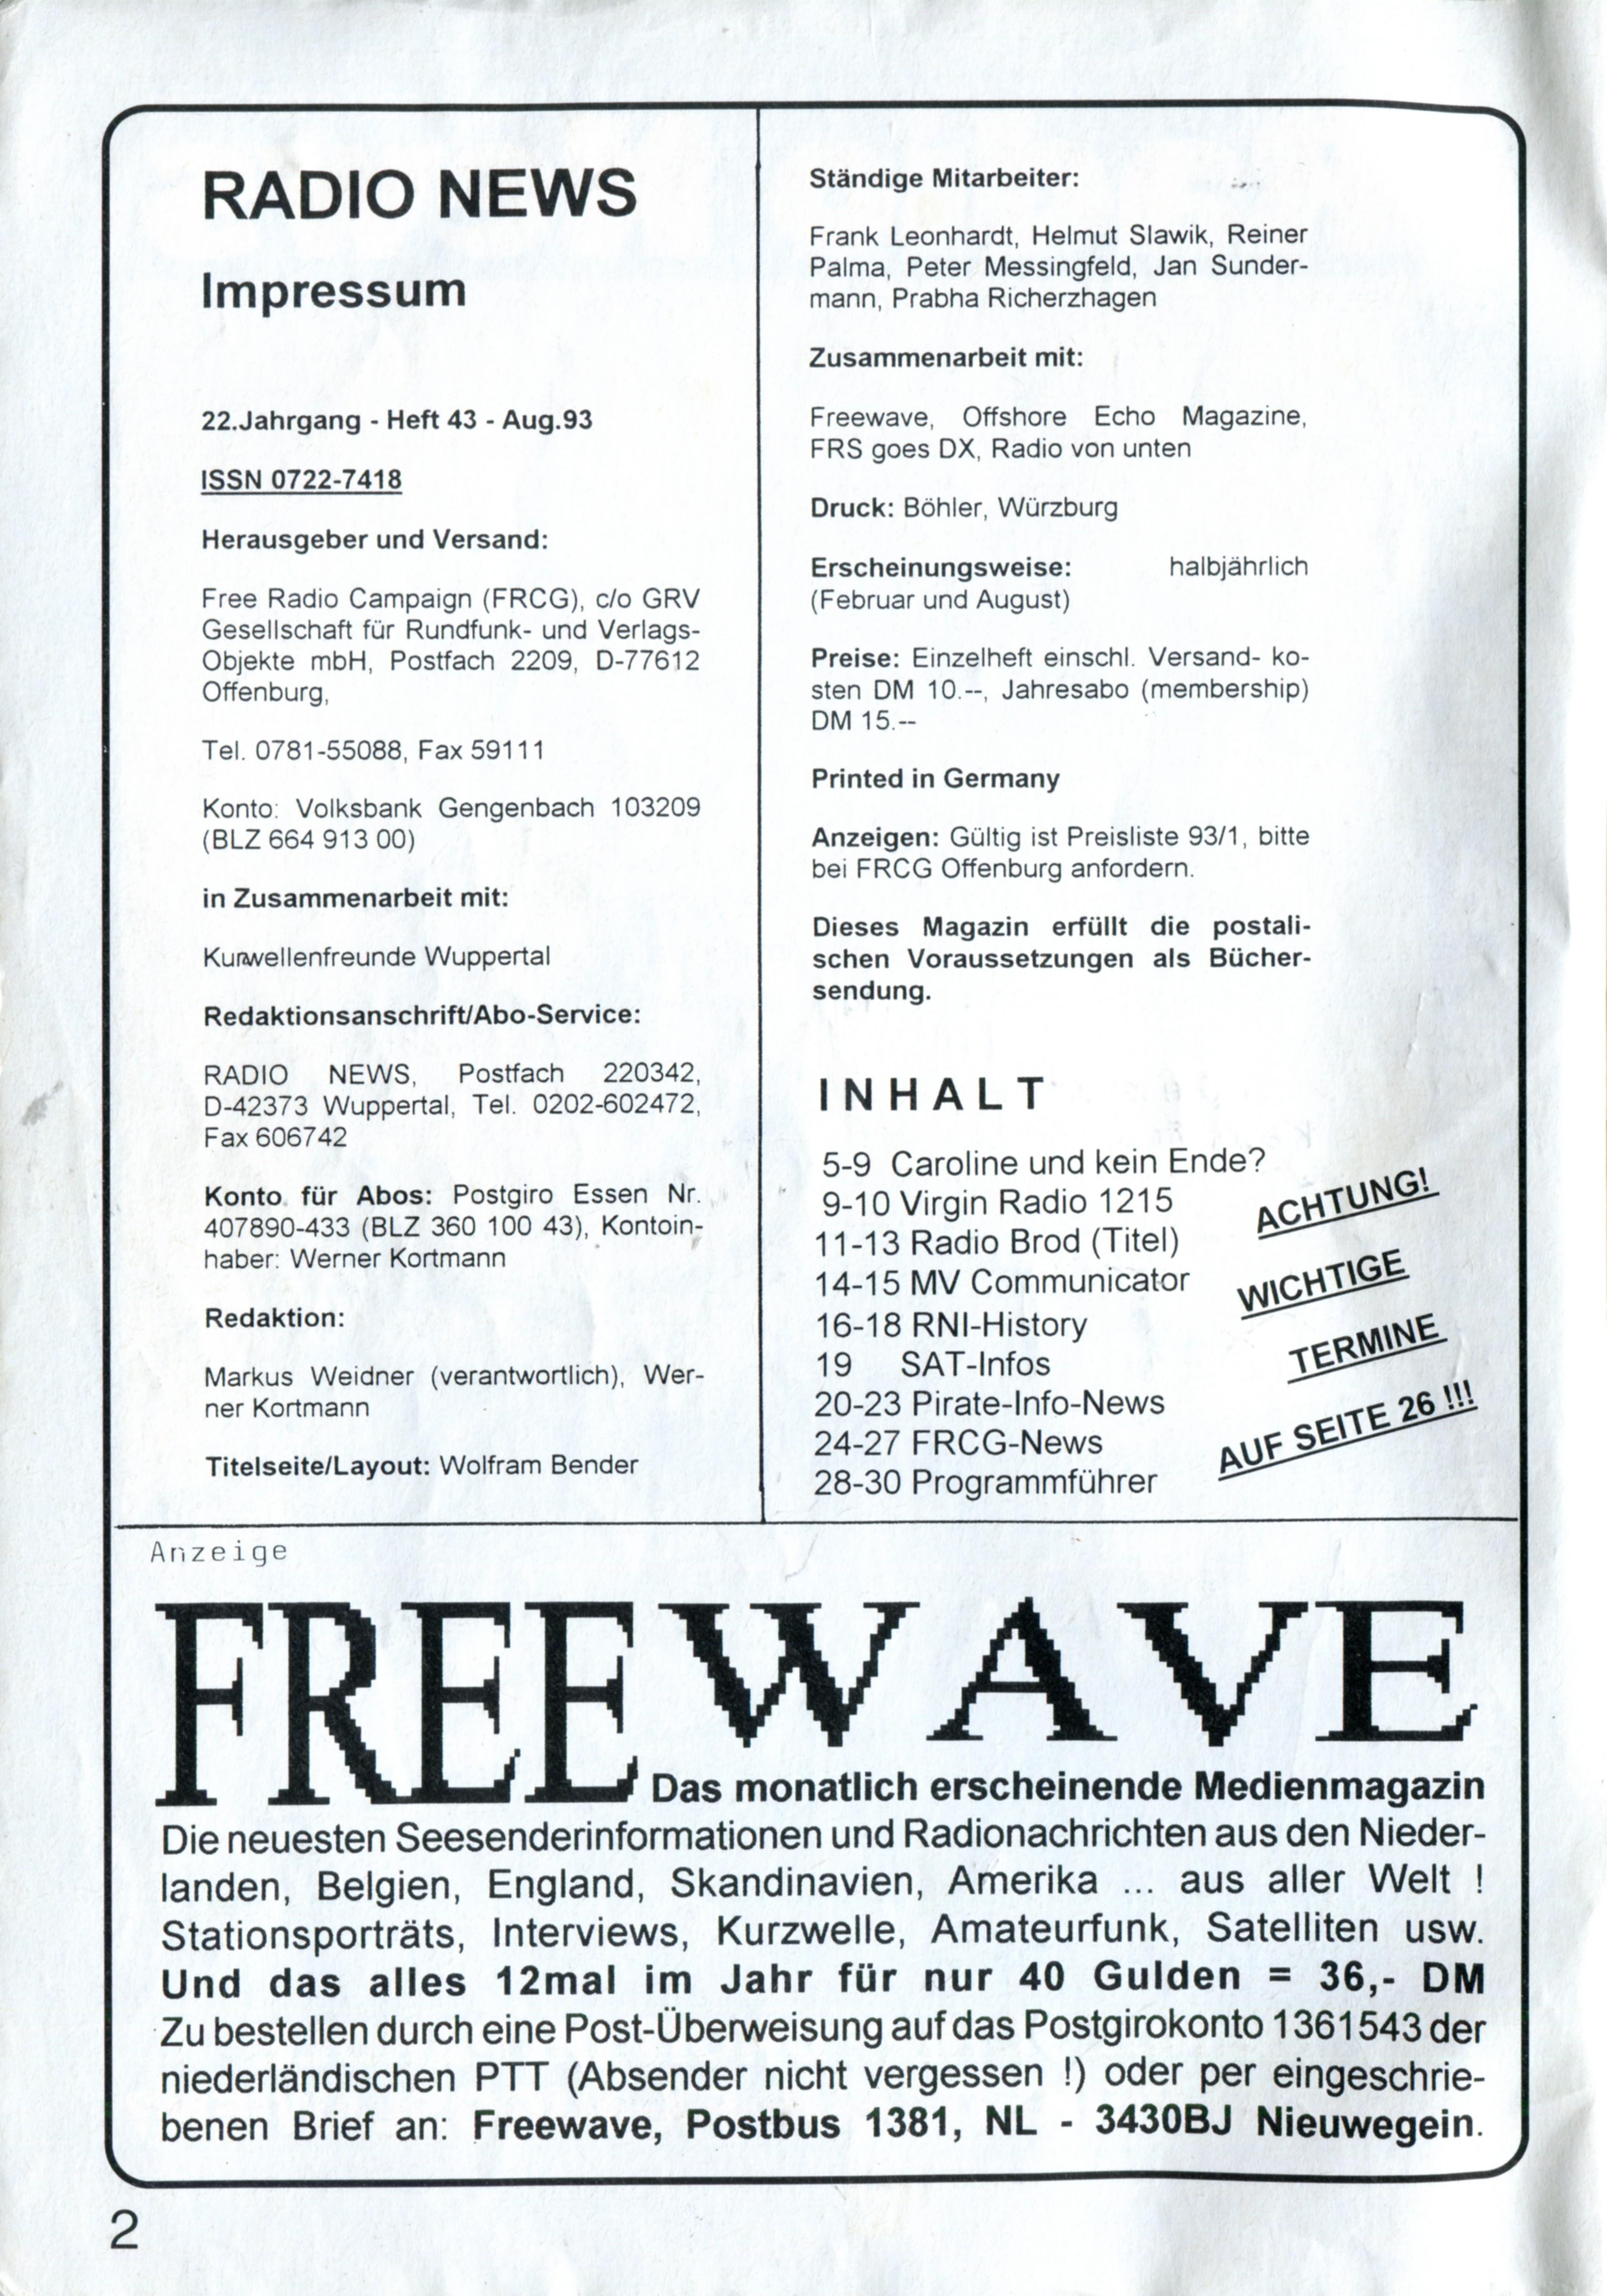 RADIO NEWS
Impressum
22.Jahrgang - Heft 43 - Aug.93
ISSN 0722-7418
Herausgeber und Versand:
Free Radio Campaign (FRCG), c/o GRV
Gesellschaft für Rundfunk- und Verlags-
Objekte mbH, Postfach 2209, D-77612
Offenburg,
Tel. 0781-55088, Fax 59111
Konto: Volksbank Gengenbach 103209
(BLZ 664 913 00)
in Zusammenarbeit mit:
Kurwellenfreunde Wuppertal
Redaktionsanschrift/Abo-Service:
RADIO NEWS, Postfach 220342,
D-42373 Wuppertal, Tel. 0202-602472,
Fax 606742
Konto für Abos: Postgiro Essen Nr.
407890-433 (BLZ 360 100 43), Kontoin-
haber: Werner Kortmann
Redaktion:
Markus Weidner (verantwortlich), Wer-
ner Kortmann
Titelseite/Layout: Wolfram Bender
Ständige Mitarbeiter:
Frank Leonhardt, Helmut Slawik, Reiner
Palma, Peter Messingfeld, Jan Sunder-
mann, Prabha Richerzhagen
Zusammenarbeit mit:
Freewave, Offshore Echo Magazine,
FRS goes DX, Radio von unten
Druck: Böhler, Würzburg
Erscheinungsweise: halbjährlich
(Februar und August)
Preise: Einzelheft einschl. Versand- ko-
sten DM 10.--, Jahresabo (membership)
DM 15.--
Printed in Germany
Anzeigen: Gültig ist Preisliste 93/1, bitte
bei FRCG Offenburg anfordern.
Dieses Magazin erfüllt die postali-
schen Voraussetzungen als Bücher-
sendung.
INHALT
5-9 Caroline und kein Ende?
9-10 Virgin Radio 1215
11-13 Radio Brod (Titel)
14-15 MV Communicator
16-18 RNI-History
19 SAT-Infos
20-23 Pirate-Info-News
24-27 FRCG-News
28-30 Programmführer
ACHTUNG!
WICHTIGE
TERMINE
AUF SEITE 26 !!!
Anzeige
FREEWAVE
Das monatlich erscheinende Medienmagazin
Die neuesten Seesenderinformationen und Radionachrichten aus den Nieder-
landen, Belgien, England, Skandinavien, Amerika ... aus aller Welt !
Stationsporträts, Interviews, Kurzwelle, Amateurfunk, Satelliten usw.
Und das alles 12mal im Jahr für nur 40 Gulden = 36,- DM
Zu bestellen durch eine Post-Überweisung auf das Postgirokonto 1361543 der
niederländischen PTT (Absender nicht vergessen !) oder per eingeschrie-
benen Brief an: Freewave, Postbus 1381, NL - 3430BJ Nieuwegein.
2